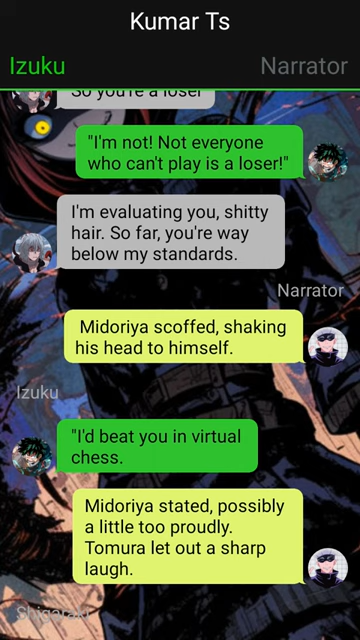 Kumar Ts
Izuku
Narrator
So you're a loser
"I'm not! Not everyone
who can't play is a loser!"
I'm evaluating you, shitty
hair. So far, you're way
below my standards.
Narrator
Midoriya scoffed, shaking
his head to himself.
Izuku
"I'd beat you in virtual
chess.
Midoriya stated, possibly
a little too proudly.
Tomura let out a sharp
laugh.
Shigaraki